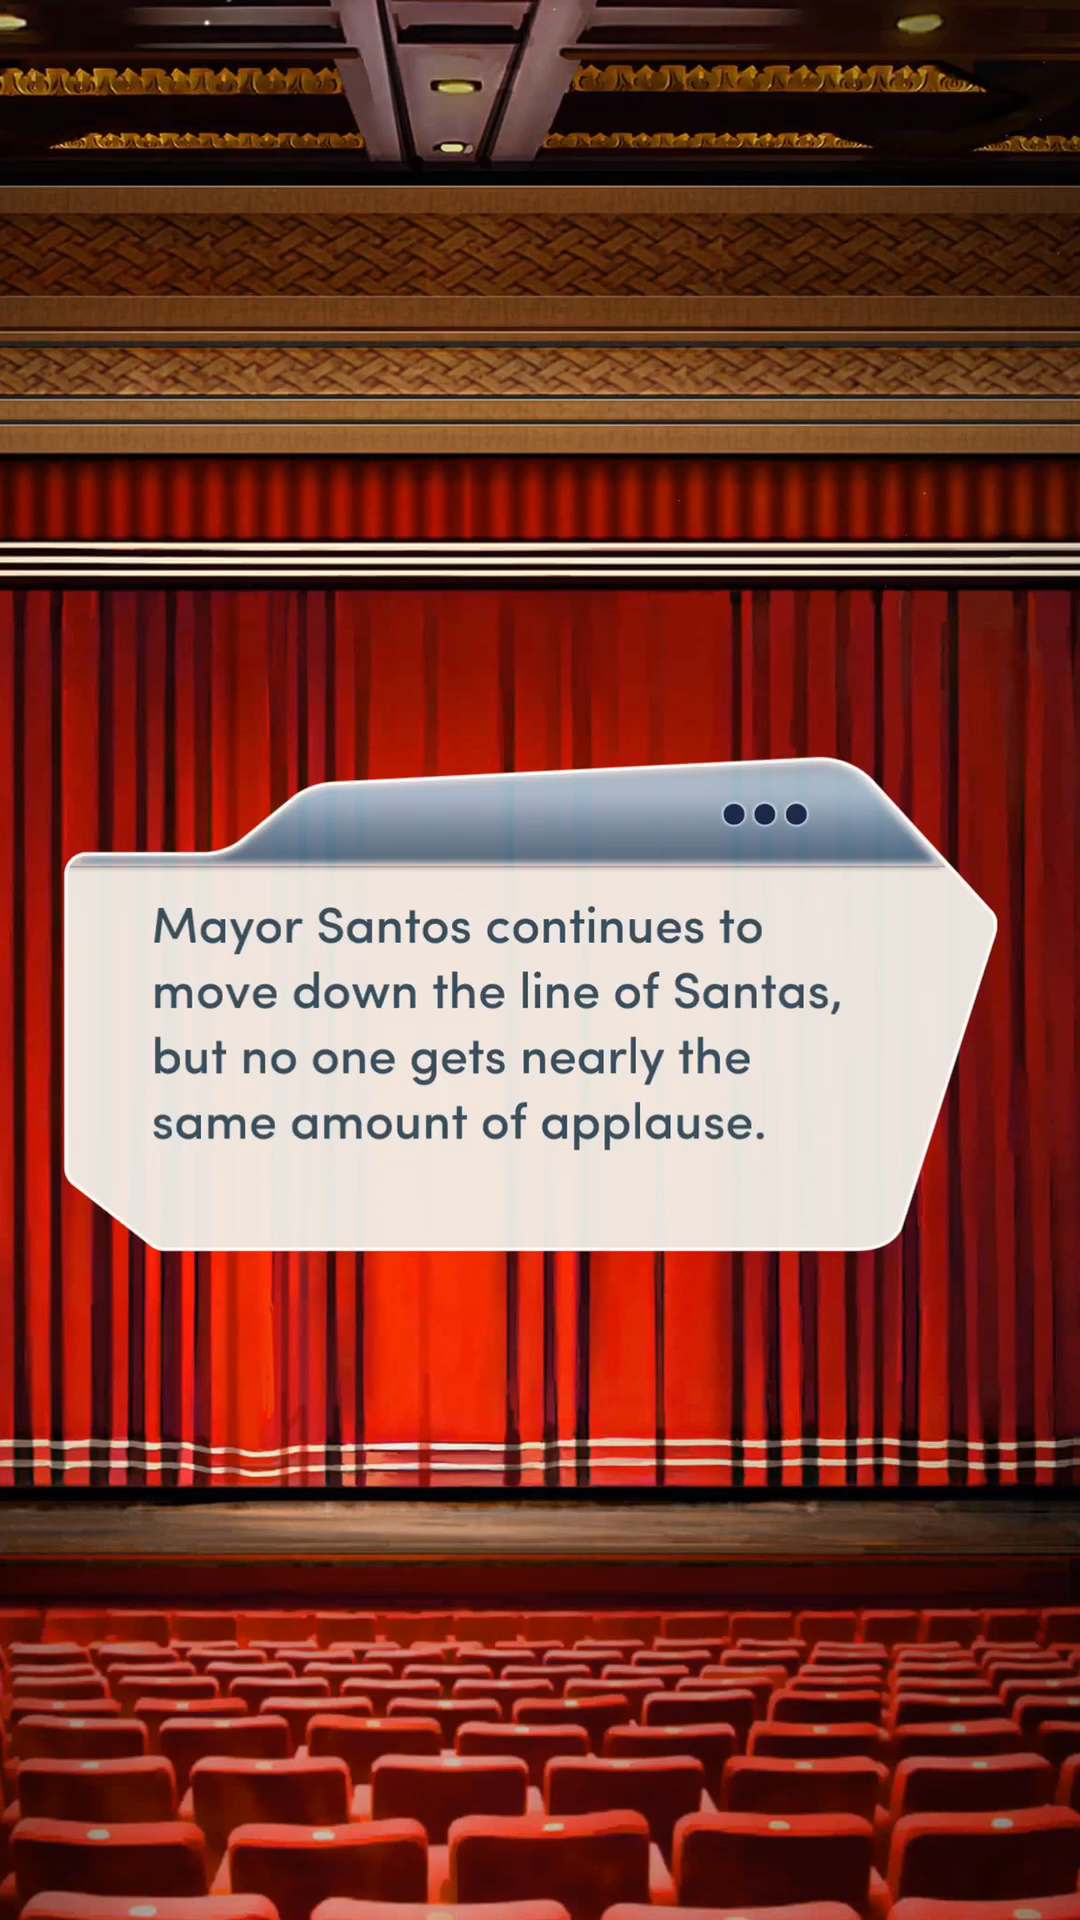 Mayor Santos continues to
move down the line of Santas,
but no one gets nearly the
same amount of applause.